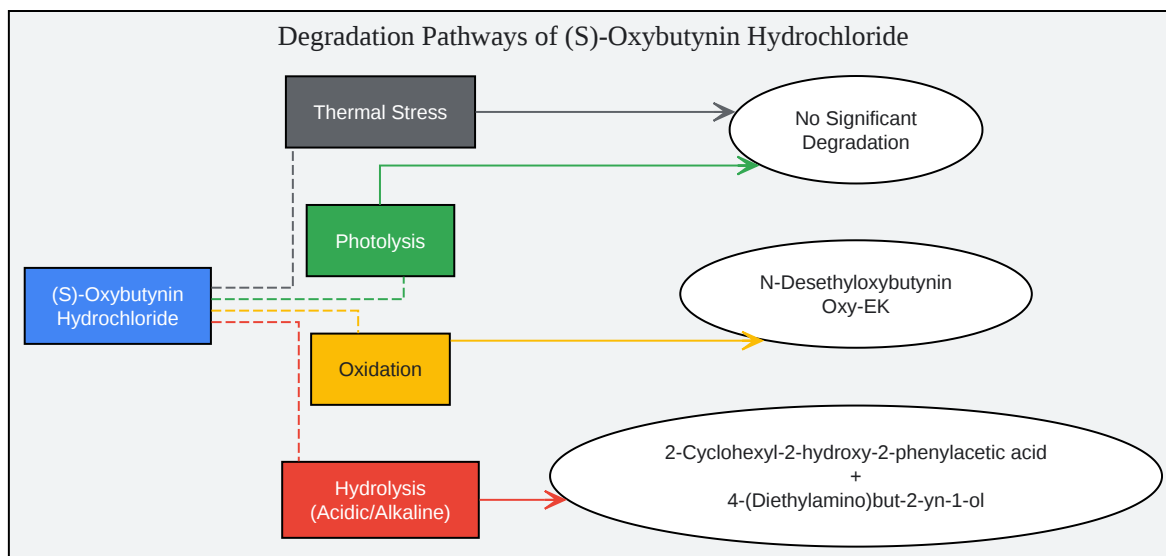 Degradation Pathways of (S)-Oxybutynin Hydrochloride
Thermal Stress
No Significant
Degradation
Photolysis
(S)-Oxybutynin
Hydrochloride
N-Desethyloxybutynin
Oxy-EK
Oxidation
2-Cyclohexyl-2-hydroxy-2-phenylacetic acid
+
4-(Diethylamino)but-2-yn-1-ol
Hydrolysis
(Acidic/Alkaline)